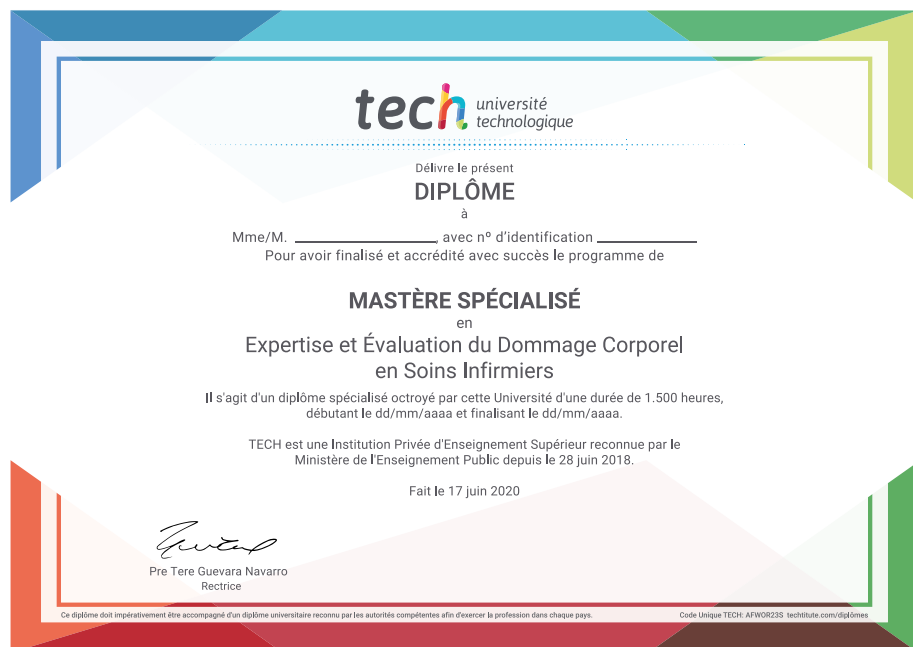 tech université
technologique
Délivre le présent
DIPLÔME
à
Mme/M. _______________, avec nº d'identification ___________
Pour avoir finalisé et accrédité avec succès le programme de
MASTÈRE SPÉCIALISÉ
en
Expertise et Évaluation du Dommage Corporel
en Soins Infirmiers
Il s'agit d'un diplôme spécialisé octroyé par cette Université d'une durée de 1.500 heures,
débutant le dd/mm/aaaa et finalisant le dd/mm/aaaa.
TECH est une Institution Privée d'Enseignement Supérieur reconnue par le
Ministère de l'Enseignement Public depuis le 28 juin 2018.
Fait le 17 juin 2020
Pre Tere Guevara Navarro
Rectrice
Ce diplôme doit impérativement être accompagné d'un diplôme universitaire reconnu par les autorités compétentes afin d'exercer la profession dans chaque pays.
Code Unique TECH: AFWOR23S techtitute.com/diplômes